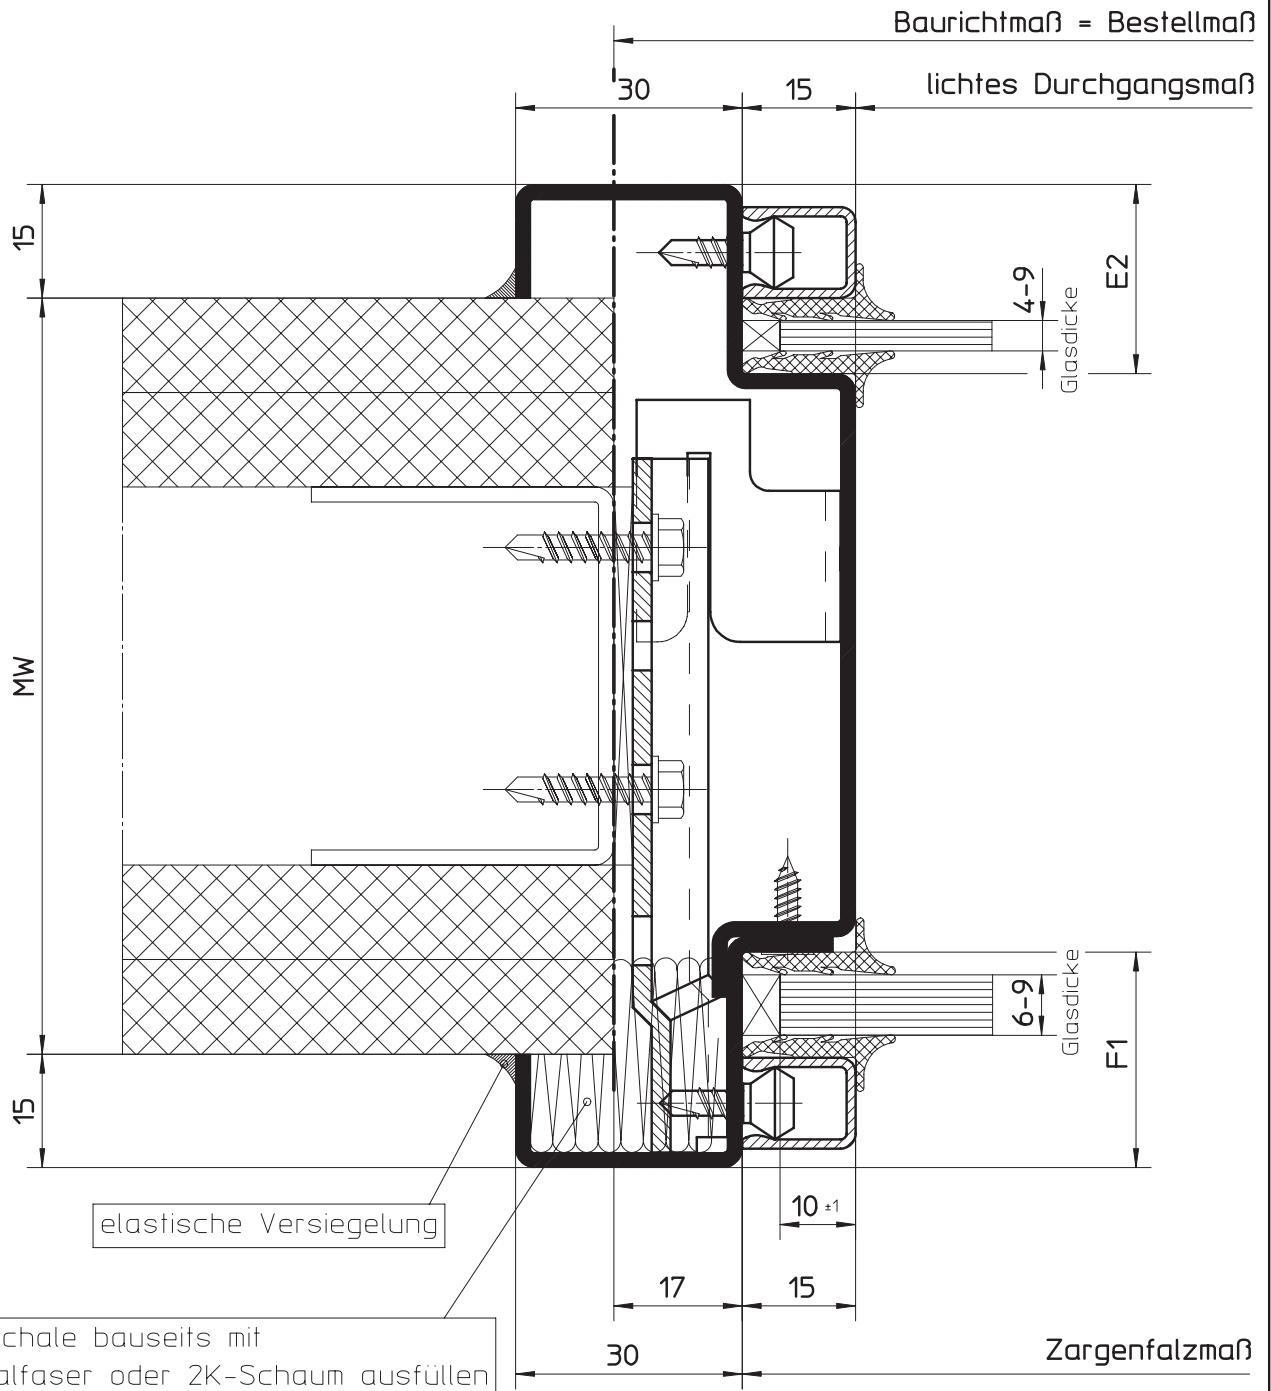 Baurichtmaß = Bestellmaß
lichtes Durchgangsmaß
30
15
15
E2
4-9
Glasdicke
MW
15
6-9
Glasdicke
F1
elastische Versiegelung
10 ±1
17
15
30
Zargenfalzmaß
chale bauseits mit
alfaser oder 2K-Schaum ausfüllen